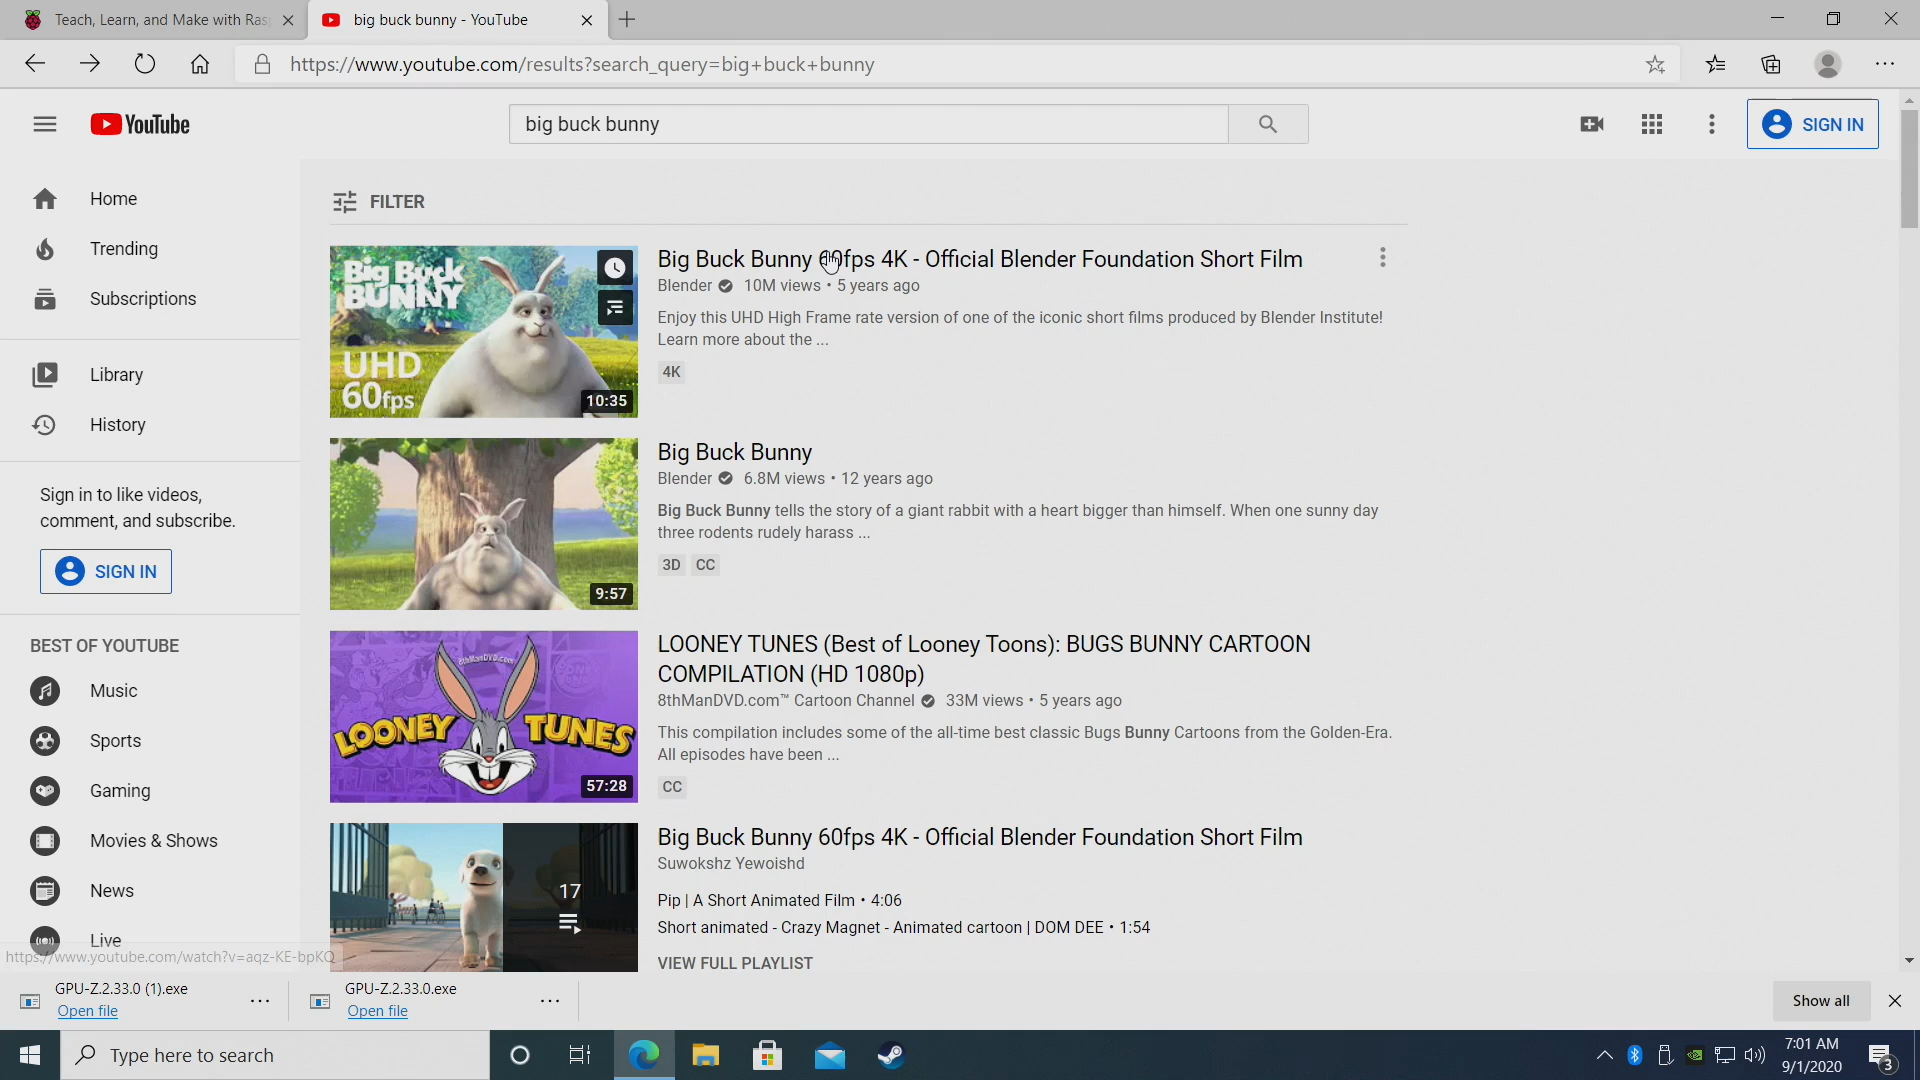 Teach, Learn, and Make with Ras
big buck bunny - YouTube
https://www.youtube.com/results?search_query=big+buck+bunny
YouTube
big buck bunny
SIGN IN
Home
Trending
Subscriptions
Library
History
Sign in to like videos,
comment, and subscribe.
SIGN IN
BEST OF YOUTUBE
Music
Sports
Gaming
Movies & Shows
News
Live
https://www.youtube.com/watch?v=aqz-KE-bpKQ
FILTER
Big Buck
BUNNY
UHD
60fps
10:35
Big Buck Bunny 60fps 4K - Official Blender Foundation Short Film
Blender 10M views • 5 years ago
Enjoy this UHD High Frame rate version of one of the iconic short films produced by Blender Institute!
Learn more about the ...
4K
9:57
Big Buck Bunny
Blender 6.8M views • 12 years ago
Big Buck Bunny tells the story of a giant rabbit with a heart bigger than himself. When one sunny day
three rodents rudely harass ...
3D CC
8thManDVD.com
LOONEY TUNES
57:28
LOONEY TUNES (Best of Looney Toons): BUGS BUNNY CARTOON
COMPILATION (HD 1080p)
8thManDVD.com™ Cartoon Channel 33M views • 5 years ago
This compilation includes some of the all-time best classic Bugs Bunny Cartoons from the Golden-Era.
All episodes have been ...
CC
17
Big Buck Bunny 60fps 4K - Official Blender Foundation Short Film
Suwokshz Yewoishd
Pip | A Short Animated Film • 4:06
Short animated - Crazy Magnet - Animated cartoon | DOM DEE • 1:54
VIEW FULL PLAYLIST
GPU-Z.2.33.0 (1).exe
Open file
GPU-Z.2.33.0.exe
Open file
Show all
Type here to search
7:01 AM
9/1/2020
3